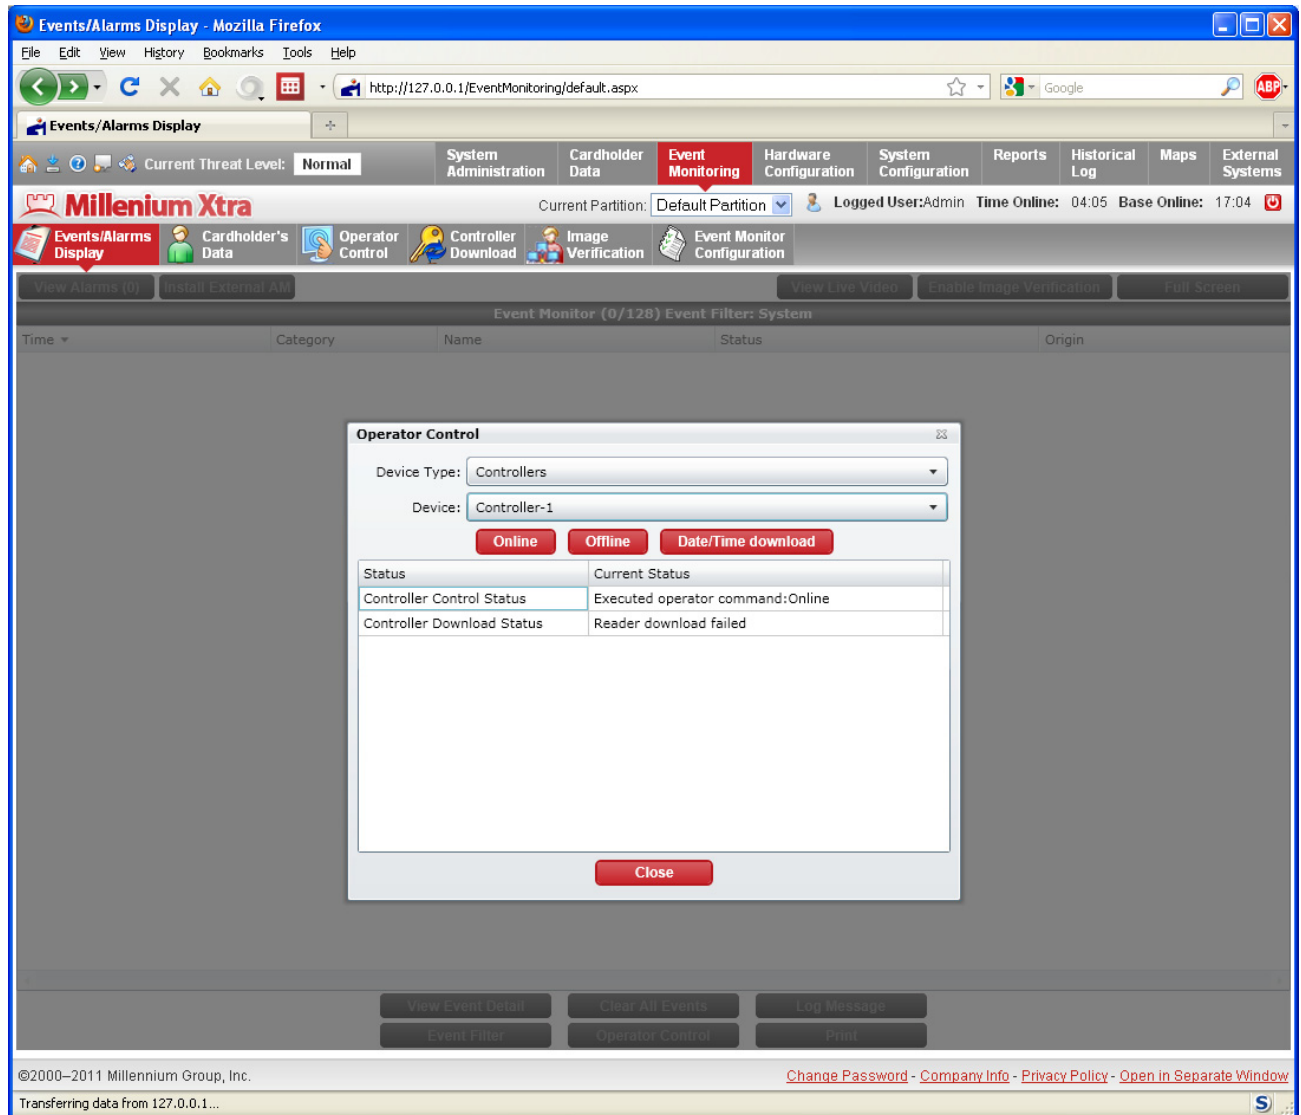 Events/Alarms Display - Mozilla Firefox
File Edit View History Bookmarks Tools Help
http://127.0.0.1/EventMonitoring/default.aspx Google ABP
Events/Alarms Display
Current Threat Level: Normal System Administration Cardholder Data Event Monitoring Hardware Configuration System Configuration Reports Historical Log Maps External Systems
Millenium Xtra Current Partition: Default Partition Logged User:Admin Time Online: 04:05 Base Online: 17:04
Events/Alarms Display Cardholder's Data Operator Control Controller Download Image Verification Event Monitor Configuration
View Alarms (0) Install External AM View Live Video Enable Image Verification Full Screen
Event Monitor (0/128) Event Filter: System
Time Category Name Status Origin
Operator Control
Device Type: Controllers
Device: Controller-1
Online Offline Date/Time download
Status Current Status
Controller Control Status Executed operator command:Online
Controller Download Status Reader download failed
Close
View Event Detail Clear All Events Log Message
Event Filter Operator Control Print
©2000–2011 Millennium Group, Inc. Change Password - Company Info - Privacy Policy - Open in Separate Window
Transferring data from 127.0.0.1... S